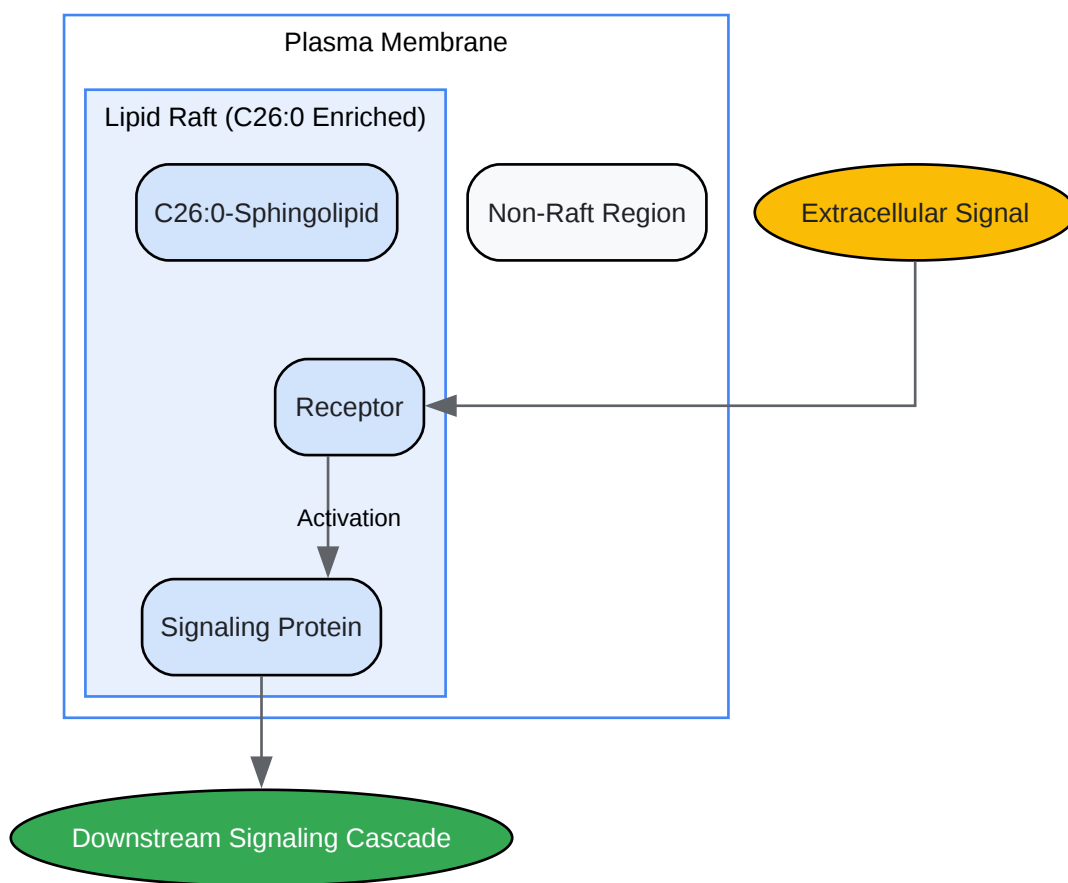 Plasma Membrane
Lipid Raft (C26:0 Enriched)
C26:0-Sphingolipid
Non-Raft Region
Extracellular Signal
Receptor
Activation
Signaling Protein
Downstream Signaling Cascade